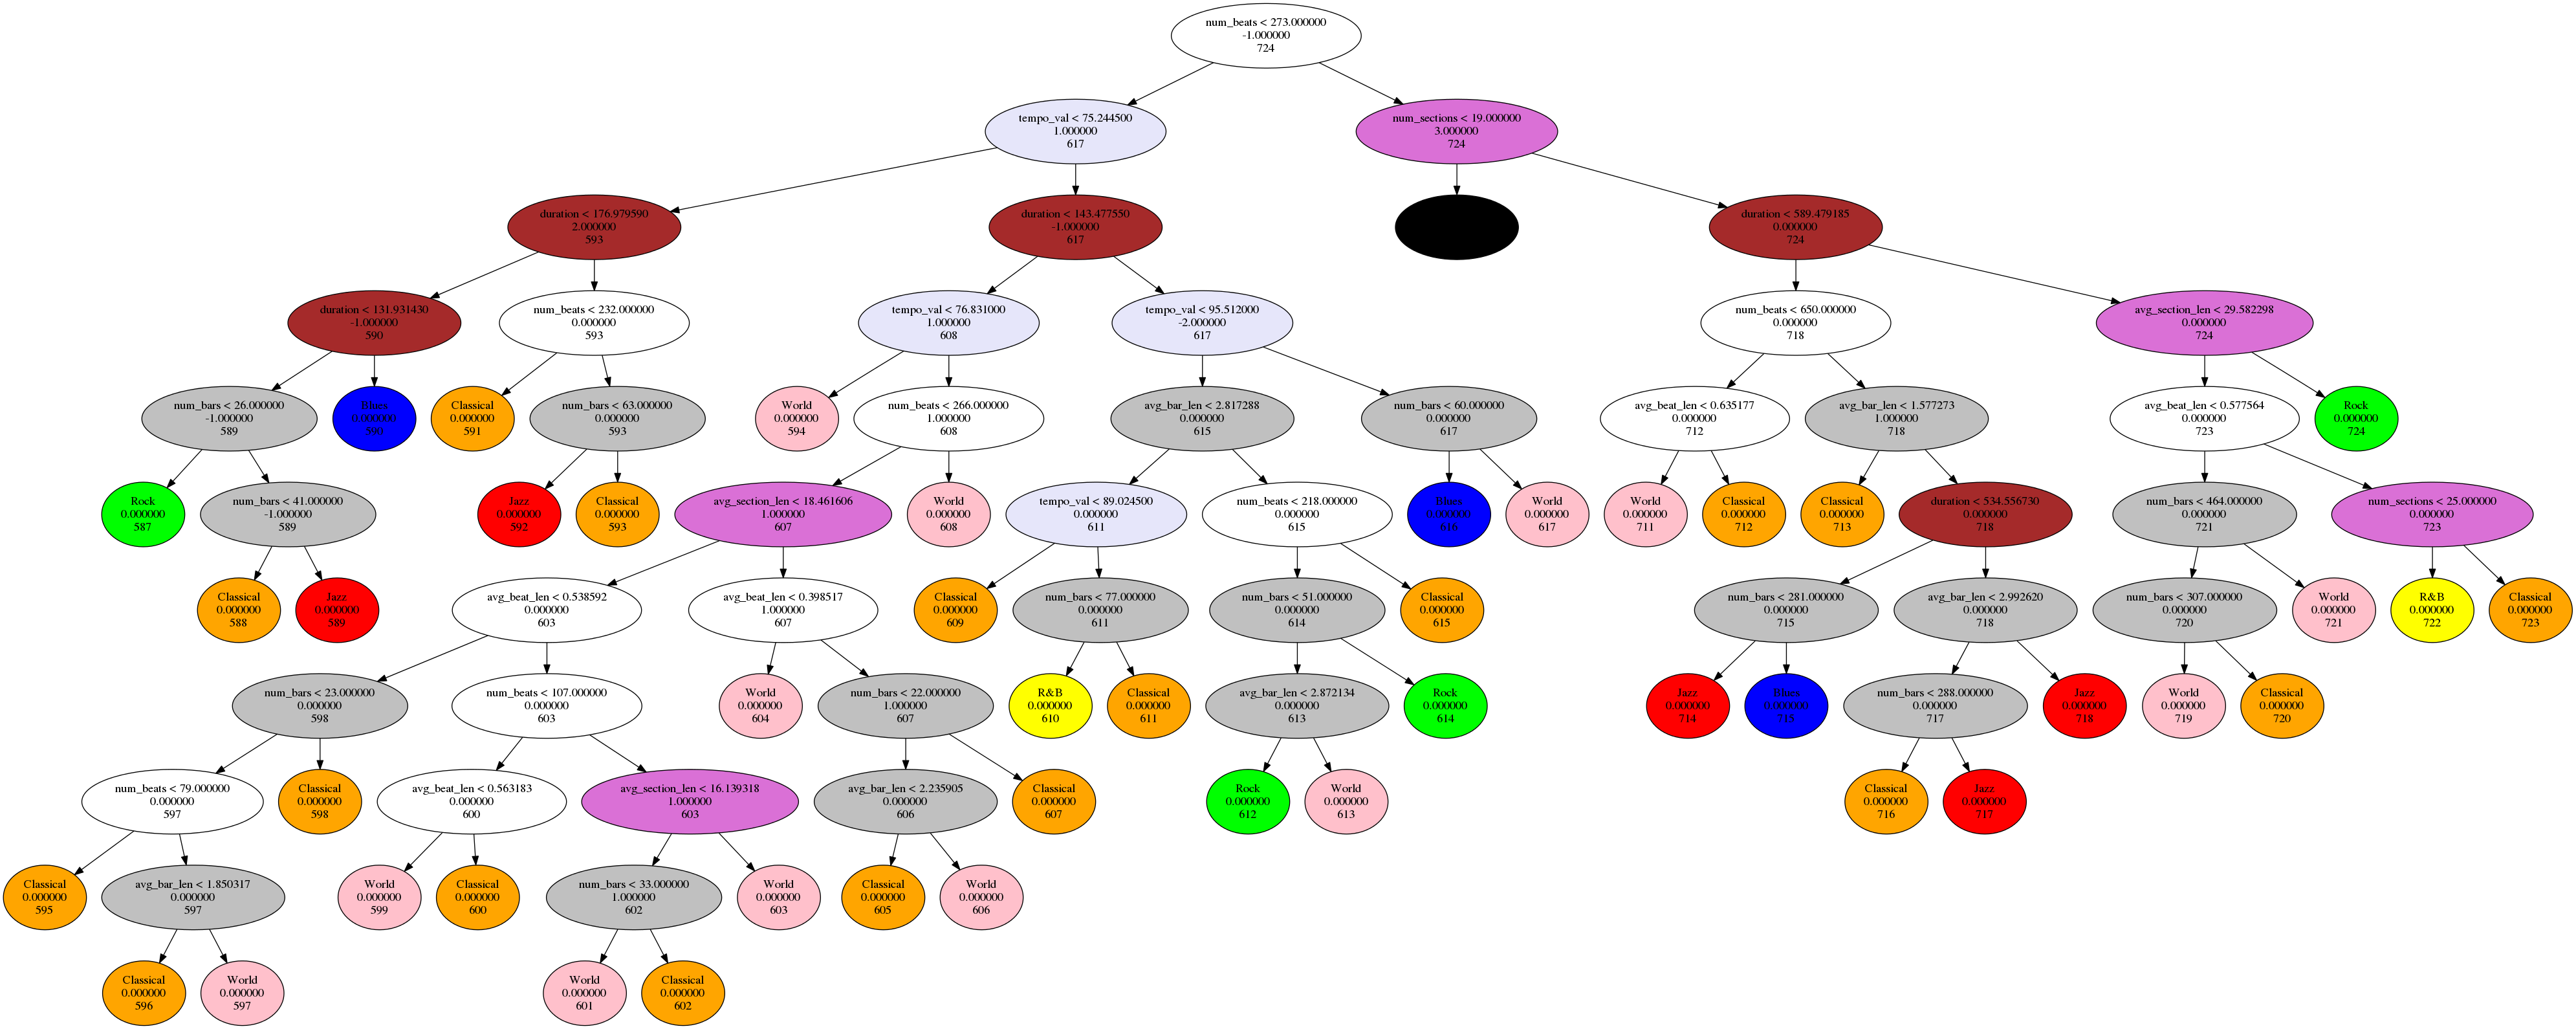 num_beats < 273.000000
-1.000000
724
tempo_val < 75.244500
1.000000
617
num_sections < 19.000000
3.000000
724
duration < 176.979590
2.000000
593
duration < 143.477550
-1.000000
617
duration < 589.479185
0.000000
724
duration < 131.931430
-1.000000
590
num_beats < 232.000000
0.000000
593
tempo_val < 76.831000
1.000000
608
tempo_val < 95.512000
-2.000000
617
num_beats < 650.000000
0.000000
718
avg_section_len < 29.582298
0.000000
724
num_bars < 26.000000
-1.000000
589
Blues
0.000000
590
Classical
0.000000
591
num_bars < 63.000000
0.000000
593
World
0.000000
594
num_beats < 266.000000
1.000000
608
avg_bar_len < 2.817288
0.000000
615
num_bars < 60.000000
0.000000
617
avg_beat_len < 0.635177
0.000000
712
avg_bar_len < 1.577273
1.000000
718
avg_beat_len < 0.577564
0.000000
723
Rock
0.000000
724
Rock
0.000000
587
num_bars < 41.000000
-1.000000
589
Jazz
0.000000
592
Classical
0.000000
593
avg_section_len < 18.461606
1.000000
607
World
0.000000
608
tempo_val < 89.024500
0.000000
611
num_beats < 218.000000
0.000000
615
Blues
0.000000
616
World
0.000000
617
World
0.000000
711
Classical
0.000000
712
Classical
0.000000
713
duration < 534.556730
0.000000
718
num_bars < 464.000000
0.000000
721
num_sections < 25.000000
0.000000
723
Classical
0.000000
588
Jazz
0.000000
589
avg_beat_len < 0.538592
0.000000
603
avg_beat_len < 0.398517
1.000000
607
Classical
0.000000
609
num_bars < 77.000000
0.000000
611
num_bars < 51.000000
0.000000
614
Classical
0.000000
615
num_bars < 281.000000
0.000000
715
avg_bar_len < 2.992620
0.000000
718
num_bars < 307.000000
0.000000
720
World
0.000000
721
R&B
0.000000
722
Classical
0.000000
723
num_bars < 23.000000
0.000000
598
num_beats < 107.000000
0.000000
603
World
0.000000
604
num_bars < 22.000000
1.000000
607
R&B
0.000000
610
Classical
0.000000
611
avg_bar_len < 2.872134
0.000000
613
Rock
0.000000
614
Jazz
0.000000
714
Blues
0.000000
715
num_bars < 288.000000
0.000000
717
Jazz
0.000000
718
World
0.000000
719
Classical
0.000000
720
num_beats < 79.000000
0.000000
597
Classical
0.000000
598
avg_beat_len < 0.563183
0.000000
600
avg_section_len < 16.139318
1.000000
603
avg_bar_len < 2.235905
0.000000
606
Classical
0.000000
607
Rock
0.000000
612
World
0.000000
613
Classical
0.000000
716
Jazz
0.000000
717
Classical
0.000000
595
avg_bar_len < 1.850317
0.000000
597
World
0.000000
599
Classical
0.000000
600
num_bars < 33.000000
1.000000
602
World
0.000000
603
Classical
0.000000
605
World
0.000000
606
Classical
0.000000
596
World
0.000000
597
World
0.000000
601
Classical
0.000000
602